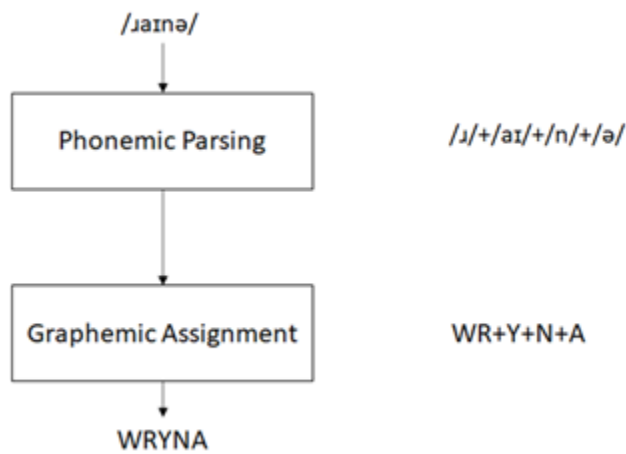 /ɹaɪnə/
Phonemic Parsing
/ɹ/+/aɪ/+/n/+/ə/
Graphemic Assignment
WR+Y+N+A
WRYNA